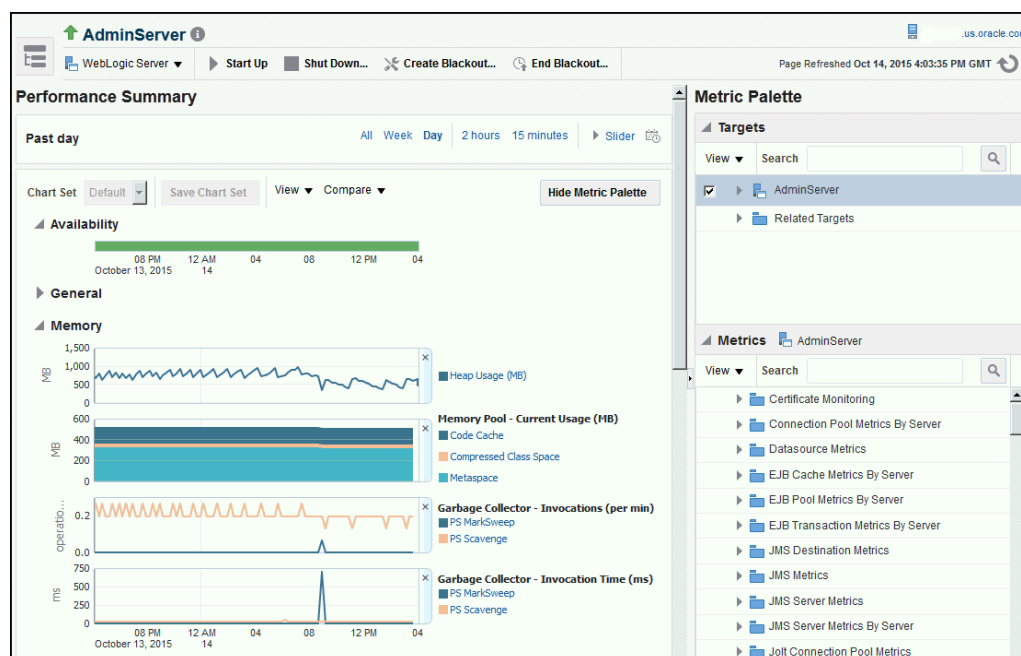 AdminServer
.us.oracle.co
WebLogic Server
Start Up
Shut Down...
Create Blackout...
End Blackout...
Page Refreshed Oct 14, 2015 4:03:35 PM GMT
Performance Summary
Past day
All Week Day 2 hours 15 minutes Slider
Chart Set Default Save Chart Set View Compare Hide Metric Palette
Availability
08 PM 12 AM 04 08 12 PM 04
October 13, 2015 14
General
Memory
1,500
1,000
500
0
MB
Heap Usage (MB)
600
400
200
0
MB
Memory Pool - Current Usage (MB)
Code Cache
Compressed Class Space
Metaspace
0.2
0.0
operatio...
Garbage Collector - Invocations (per min)
PS MarkSweep
PS Scavenge
750
500
250
0
ms
Garbage Collector - Invocation Time (ms)
PS MarkSweep
PS Scavenge
08 PM 12 AM 04 08 12 PM 04
October 13, 2015 14
Metric Palette
Targets
View Search
AdminServer
Related Targets
Metrics AdminServer
View Search
Certificate Monitoring
Connection Pool Metrics By Server
Datasource Metrics
EJB Cache Metrics By Server
EJB Pool Metrics By Server
EJB Transaction Metrics By Server
JMS Destination Metrics
JMS Metrics
JMS Server Metrics
JMS Server Metrics By Server
Jolt Connection Pool Metrics